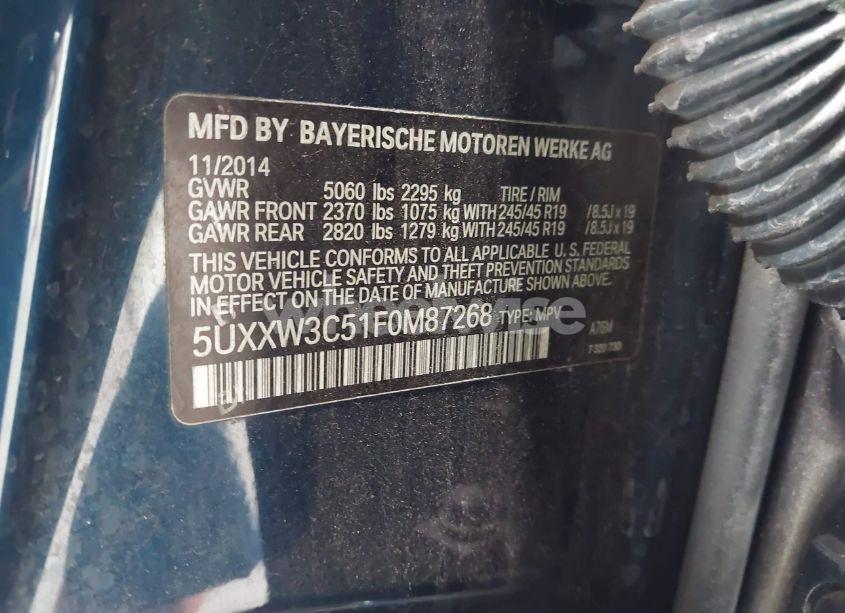 MFD BY BAYERISCHE MOTOREN WERKE AG
11/2014
GVWR 5060 lbs 2295 kg TIRE / RIM
GAWR FRONT 2370 lbs 1075 kg WITH 245/45 R19 / 8.5J x 19
GAWR REAR 2820 lbs 1279 kg WITH 245/45 R19 / 8.5J x 19
THIS VEHICLE CONFORMS TO ALL APPLICABLE U. S. FEDERAL
MOTOR VEHICLE SAFETY AND THEFT PREVENTION STANDARDS
IN EFFECT ON THE DATE OF MANUFACTURE SHOWN ABOVE.
5UXXW3C51F0M87268 TYPE: MPV
A76M